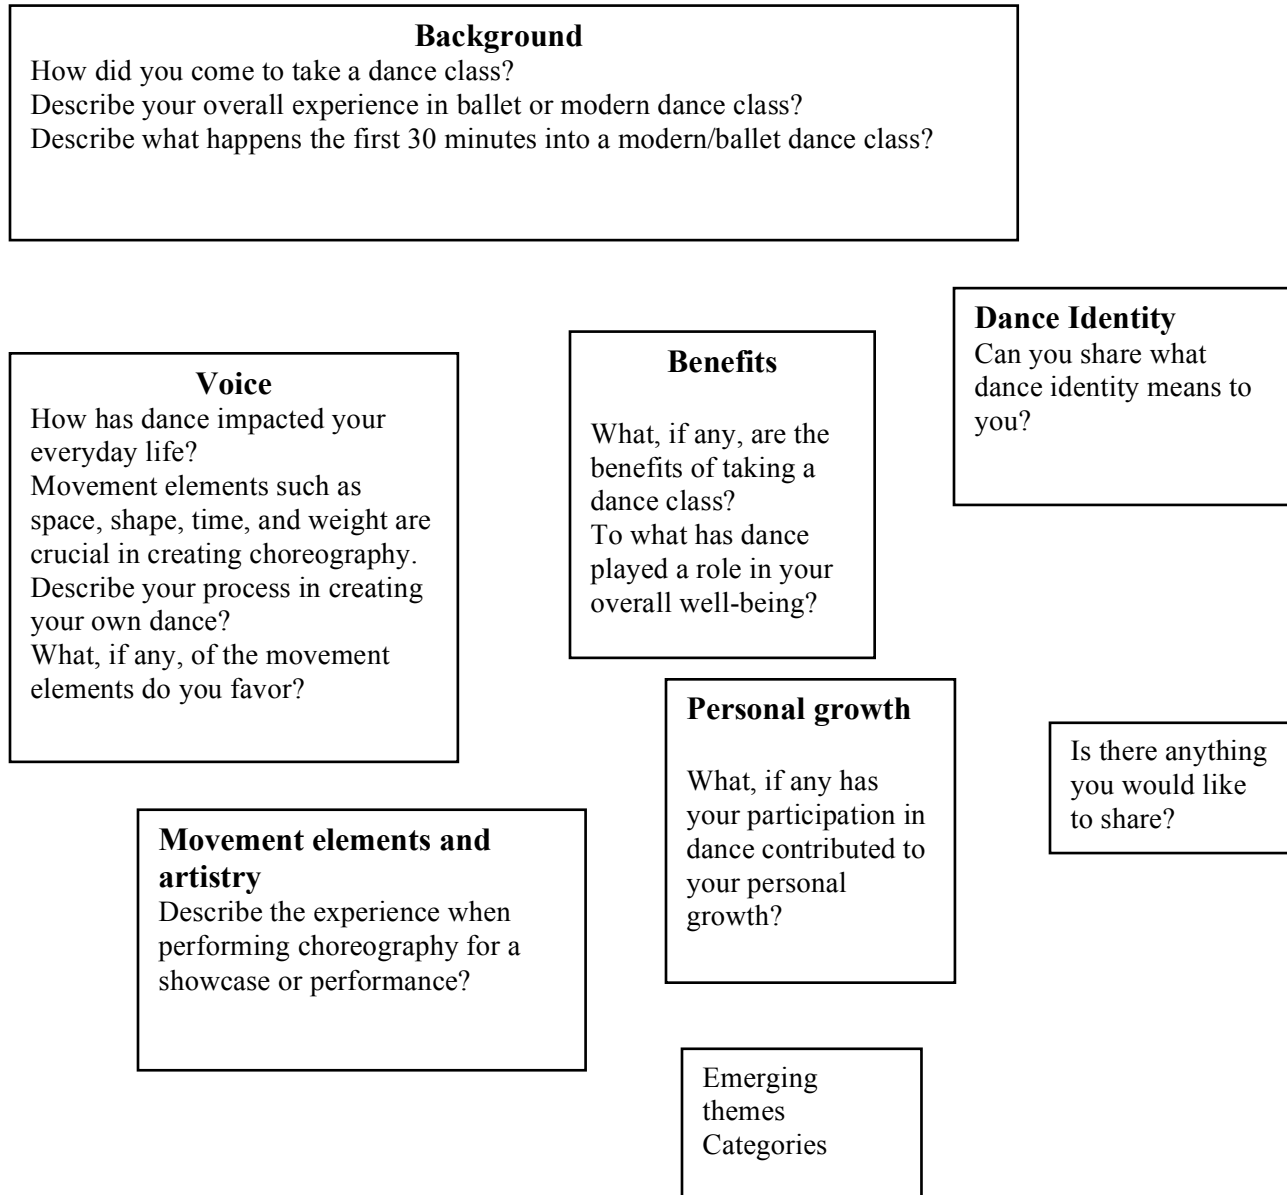 Background
How did you come to take a dance class?
Describe your overall experience in ballet or modern dance class?
Describe what happens the first 30 minutes into a modern/ballet dance class?
Voice
How has dance impacted your
everyday life?
Movement elements such as
space, shape, time, and weight are
crucial in creating choreography.
Describe your process in creating
your own dance?
What, if any, of the movement
elements do you favor?
Benefits
What, if any, are the
benefits of taking a
dance class?
To what has dance
played a role in your
overall well-being?
Dance Identity
Can you share what
dance identity means to
you?
Movement elements and
artistry
Describe the experience when
performing choreography for a
showcase or performance?
Personal growth
What, if any has
your participation in
dance contributed to
your personal
growth?
Is there anything
you would like
to share?
Emerging
themes
Categories